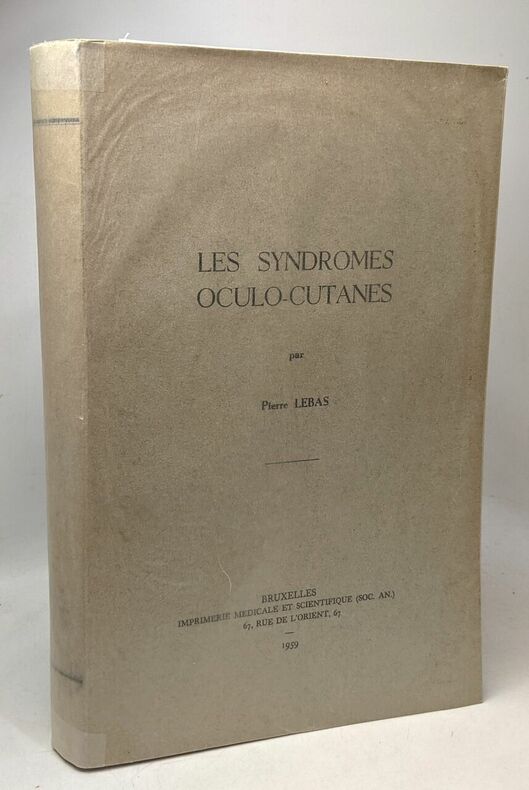 LES SYNDROMES
OCULO-CUTANES
par
Pierre LEBAS
BRUXELLES
IMPRIMERIE MEDICALE ET SCIENTIFIQUE (SOC. AN.)
67, RUE DE L'ORIENT, 67
1959